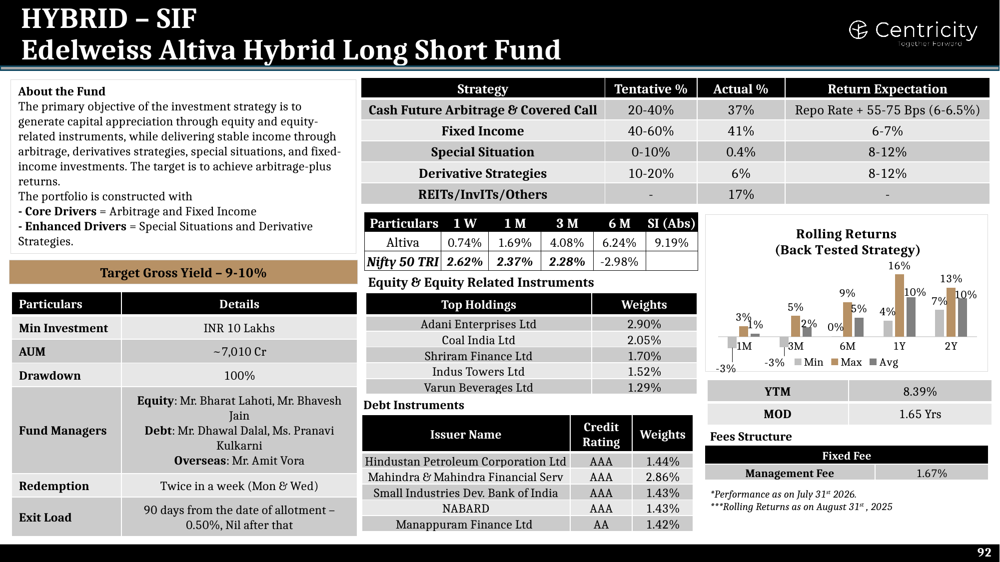 HYBRID – SIF
Edelweiss Altiva Hybrid Long Short Fund
Centricity
Together Forward
About the Fund
The primary objective of the investment strategy is to
generate capital appreciation through equity and equity-
related instruments, while delivering stable income through
arbitrage, derivatives strategies, special situations, and fixed-
income investments. The target is to achieve arbitrage-plus
returns.
The portfolio is constructed with
- Core Drivers = Arbitrage and Fixed Income
- Enhanced Drivers = Special Situations and Derivative
Strategies.
Target Gross Yield – 9-10%
Particulars Details
Min Investment INR 10 Lakhs
AUM ~7,010 Cr
Drawdown 100%
Fund Managers
Equity: Mr. Bharat Lahoti, Mr. Bhavesh
Jain
Debt: Mr. Dhawal Dalal, Ms. Pranavi
Kulkarni
Overseas: Mr. Amit Vora
Redemption Twice in a week (Mon & Wed)
Exit Load
90 days from the date of allotment –
0.50%, Nil after that
Strategy Tentative % Actual % Return Expectation
Cash Future Arbitrage & Covered Call 20-40% 37% Repo Rate + 55-75 Bps (6-6.5%)
Fixed Income 40-60% 41% 6-7%
Special Situation 0-10% 0.4% 8-12%
Derivative Strategies 10-20% 6% 8-12%
REITs/InvITs/Others - 17% -
Particulars 1 W 1 M 3 M 6 M SI (Abs)
Altiva 0.74% 1.69% 4.08% 6.24% 9.19%
Nifty 50 TRI 2.62% 2.37% 2.28% -2.98%
Equity & Equity Related Instruments
Top Holdings Weights
Adani Enterprises Ltd 2.90%
Coal India Ltd 2.05%
Shriram Finance Ltd 1.70%
Indus Towers Ltd 1.52%
Varun Beverages Ltd 1.29%
Debt Instruments
Issuer Name Credit Rating Weights
Hindustan Petroleum Corporation Ltd AAA 1.44%
Mahindra & Mahindra Financial Serv AAA 2.86%
Small Industries Dev. Bank of India AAA 1.43%
NABARD AAA 1.43%
Manappuram Finance Ltd AA 1.42%
Rolling Returns
(Back Tested Strategy)
-3% 3% 1%
-3% 5% 2%
0% 9% 5%
4% 16% 10%
7% 13% 10%
1M 3M 6M 1Y 2Y
Min Max Avg
YTM 8.39%
MOD 1.65 Yrs
Fees Structure
Fixed Fee
Management Fee 1.67%
*Performance as on July 31st 2026.
***Rolling Returns as on August 31st , 2025
92